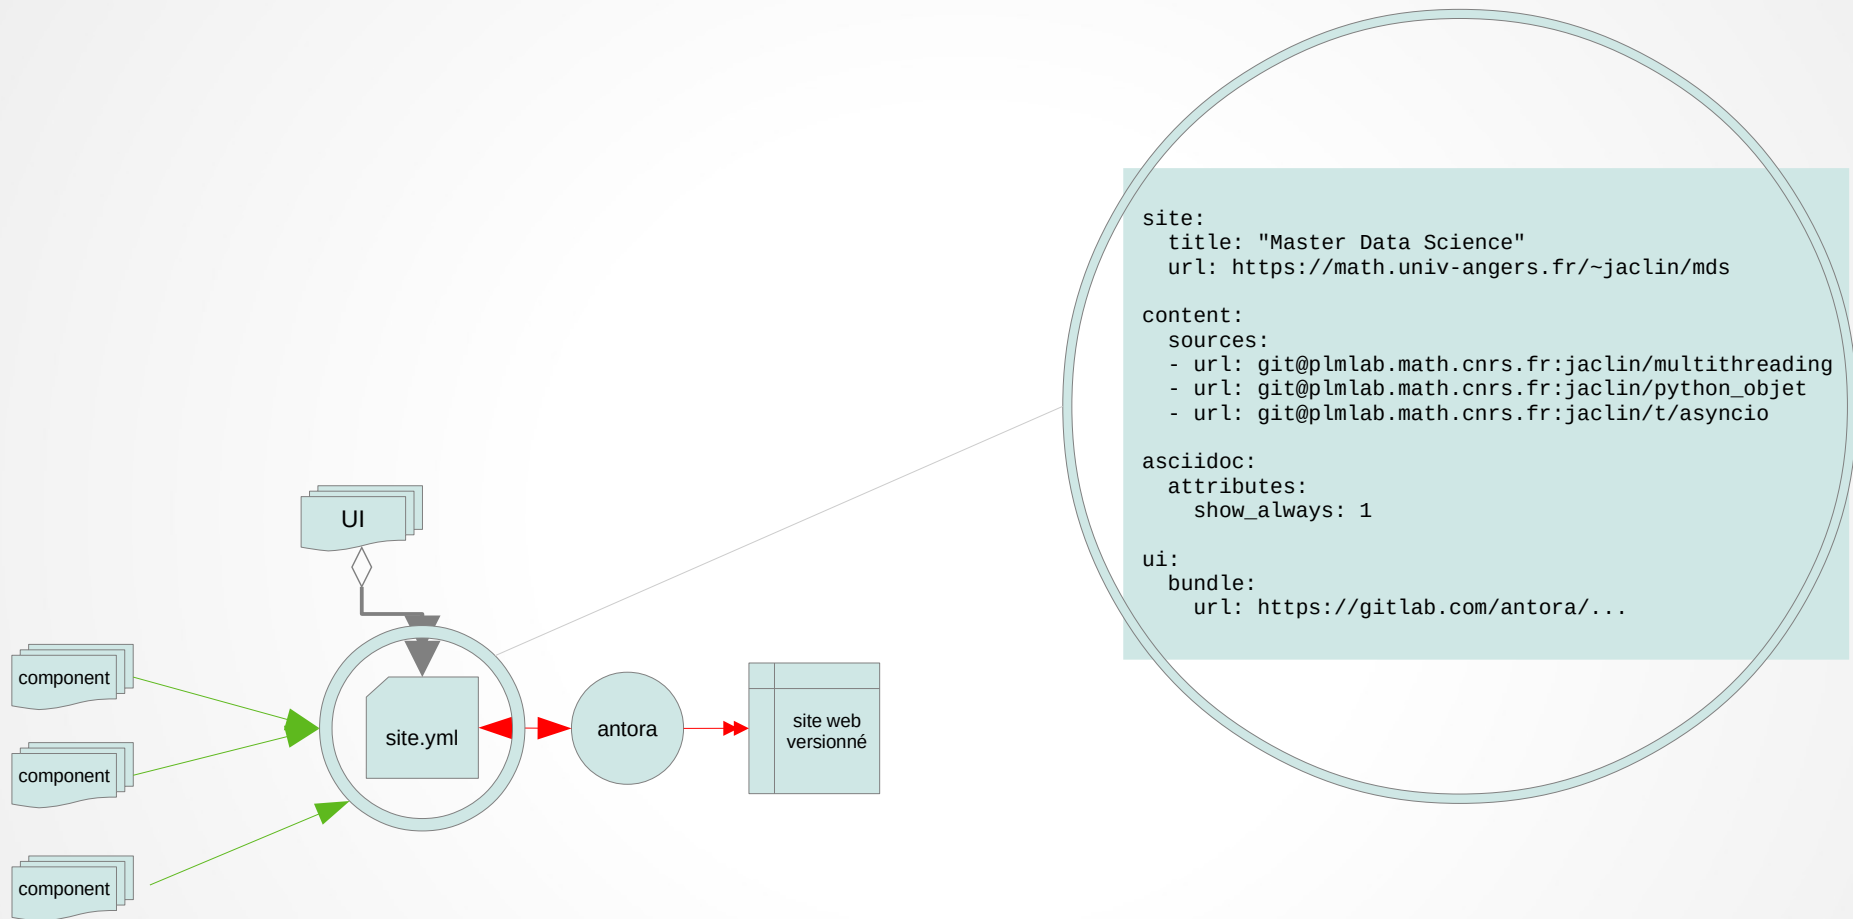 site:
  title: "Master Data Science"
  url: https://math.univ-angers.fr/~jaclin/mds
content:
  sources:
  - url: git@plmlab.math.cnrs.fr:jaclin/multithreading
  - url: git@plmlab.math.cnrs.fr:jaclin/python_objet
  - url: git@plmlab.math.cnrs.fr:jaclin/t/asyncio
asciidoc:
  attributes:
    show_always: 1
ui:
  bundle:
    url: https://gitlab.com/antora/...
UI
component
component
component
site.yml
antora
site web
versionné